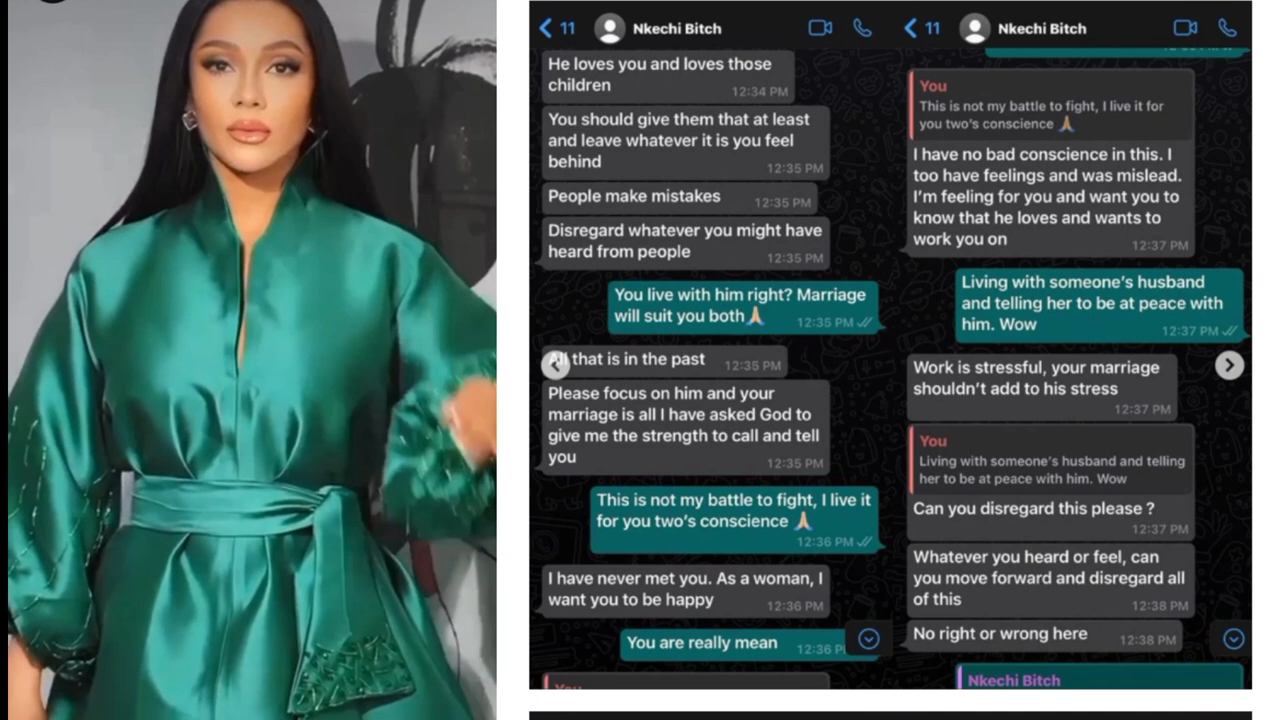 11
Nkechi Bitch
He loves you and loves those
children
12:34 PM
You should give them that at least
and leave whatever it is you feel
behind
12:35 PM
People make mistakes
12:35 PM
Disregard whatever you might have
heard from people
12:35 PM
You live with him right? Marriage
will suit you both🙏🏼
12:35 PM
All that is in the past
12:35 PM
Please focus on him and your
marriage is all I have asked God to
give me the strength to call and tell
you
12:35 PM
This is not my battle to fight, I live it
for you two's conscience 🙏🏼
12:36 PM
I have never met you. As a woman, I
want you to be happy
12:36 PM
You are really mean
12:36 P
You
11
Nkechi Bitch
You
This is not my battle to fight, I live it for
you two's conscience 🙏🏼
I have no bad conscience in this. I
too have feelings and was mislead.
I'm feeling for you and want you to
know that he loves and wants to
work you on
12:37 PM
Living with someone's husband
and telling her to be at peace with
him. Wow
12:37 PM
Work is stressful, your marriage
shouldn't add to his stress
12:37 PM
You
Living with someone's husband and telling
her to be at peace with him. Wow
Can you disregard this please ?
12:37 PM
Whatever you heard or feel, can
you move forward and disregard all
of this
12:38 PM
No right or wrong here
12:38 PM
Nkechi Bitch